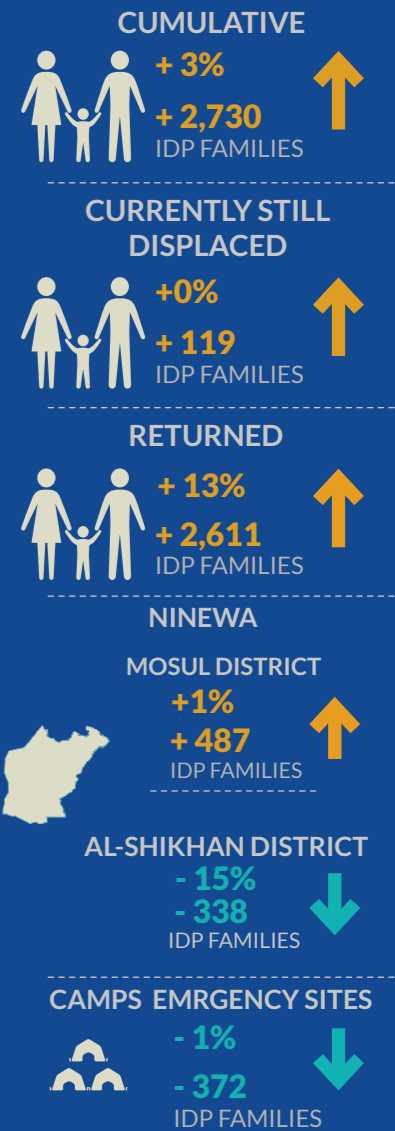 CUMULATIVE
+ 3%
+ 2,730
IDP FAMILIES
CURRENTLY STILL
DISPLACED
+0%
+ 119
IDP FAMILIES
RETURNED
+ 13%
+ 2,611
IDP FAMILIES
NINEWA
MOSUL DISTRICT
+1%
+ 487
IDP FAMILIES
AL-SHIKHAN DISTRICT
- 15%
- 338
IDP FAMILIES
CAMPS EMRGENCY SITES
- 1%
- 372
IDP FAMILIES